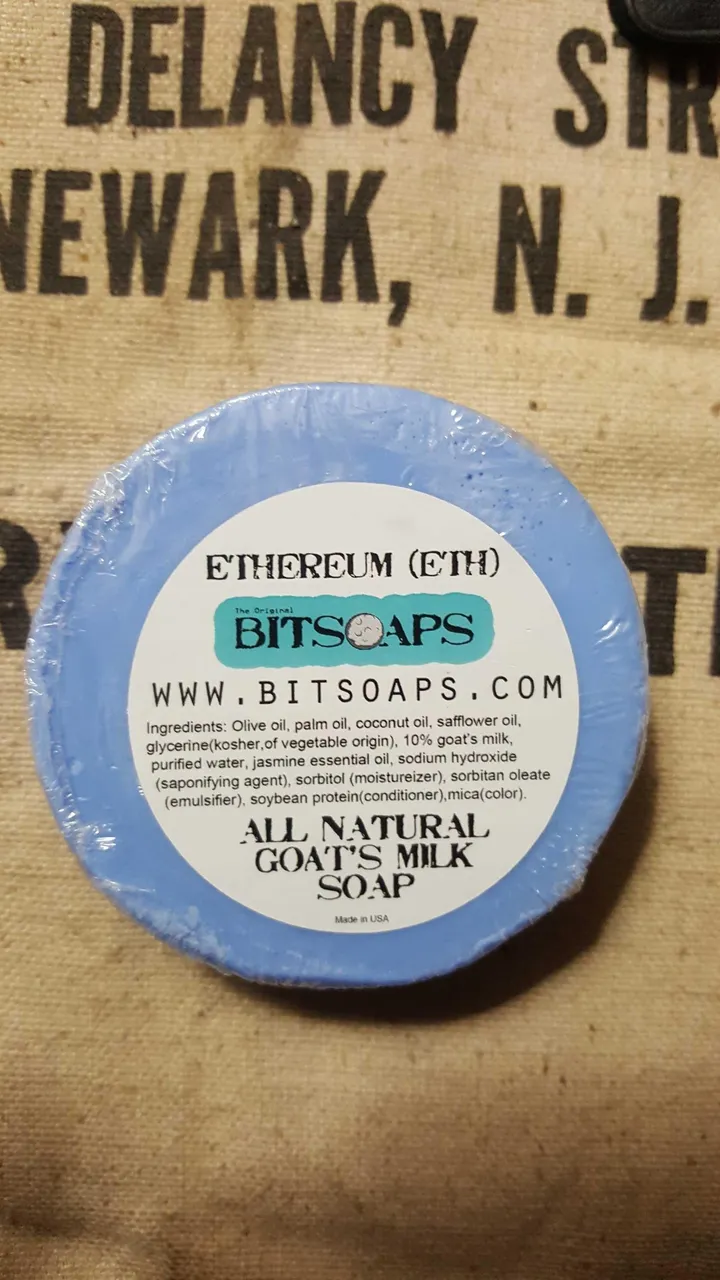 DELANCY STR
NEWARK, N. J.
ETHEREUM (ETH)
The Original
BITSOAPS
WWW.BITSOAPS.COM
Ingredients: Olive oil, palm oil, coconut oil, safflower oil,
glycerine(kosher,of vegetable origin), 10% goat's milk,
purified water, jasmine essential oil, sodium hydroxide
(saponifying agent), sorbitol (moistureizer), sorbitan oleate
(emulsifier), soybean protein(conditioner),mica(color).
ALL NATURAL
GOAT'S MILK
SOAP
Made in USA